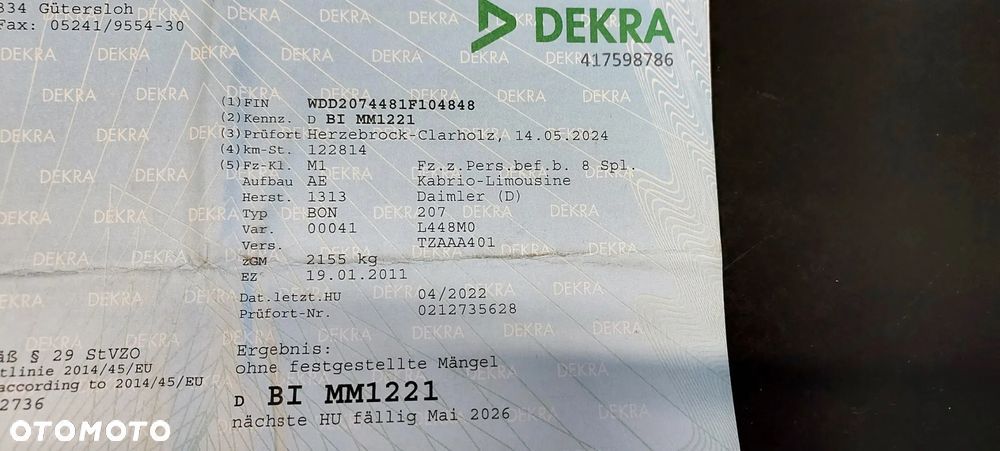 334 Gütersloh
Fax: 05241/9554-30
DEKRA
417598786
(1) FIN WDD2074481F104848
(2) Kennz. D BI MM1221
(3) Prüfort Herzebrock-Clarholz, 14.05.2024
(4) km-St. 122814
(5) Fz-Kl. M1 Fz.z.Pers.bef.b. 8 Spl.
Aufbau AE Kabrio-Limousine
Herst. 1313 Daimler (D)
Typ BON 207
Var. 00041 L448M0
Vers. TZAAA401
zGM 2155 kg
EZ 19.01.2011
Dat.letzt.HU 04/2022
Prüfort-Nr. 0212735628
Ergebnis:
ohne festgestellte Mängel
D BI MM1221
nächste HU fällig Mai 2026
äß § 29 StVZO
tlinie 2014/45/EU
according to 2014/45/EU
2736
OTOMOTO